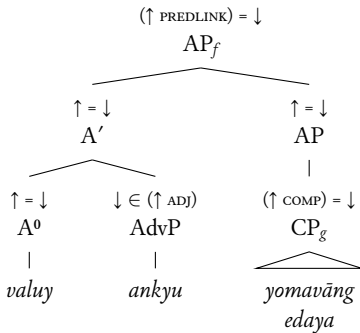 (↑ PREDLINK) = ↓
AP_f
↑ = ↓ ↑ = ↓
A′ AP
↑ = ↓ ↓ ∈ (↑ ADJ) (↑ COMP) = ↓
A⁰ AdvP CP_g
valuy ankyu yomavāng
edaya